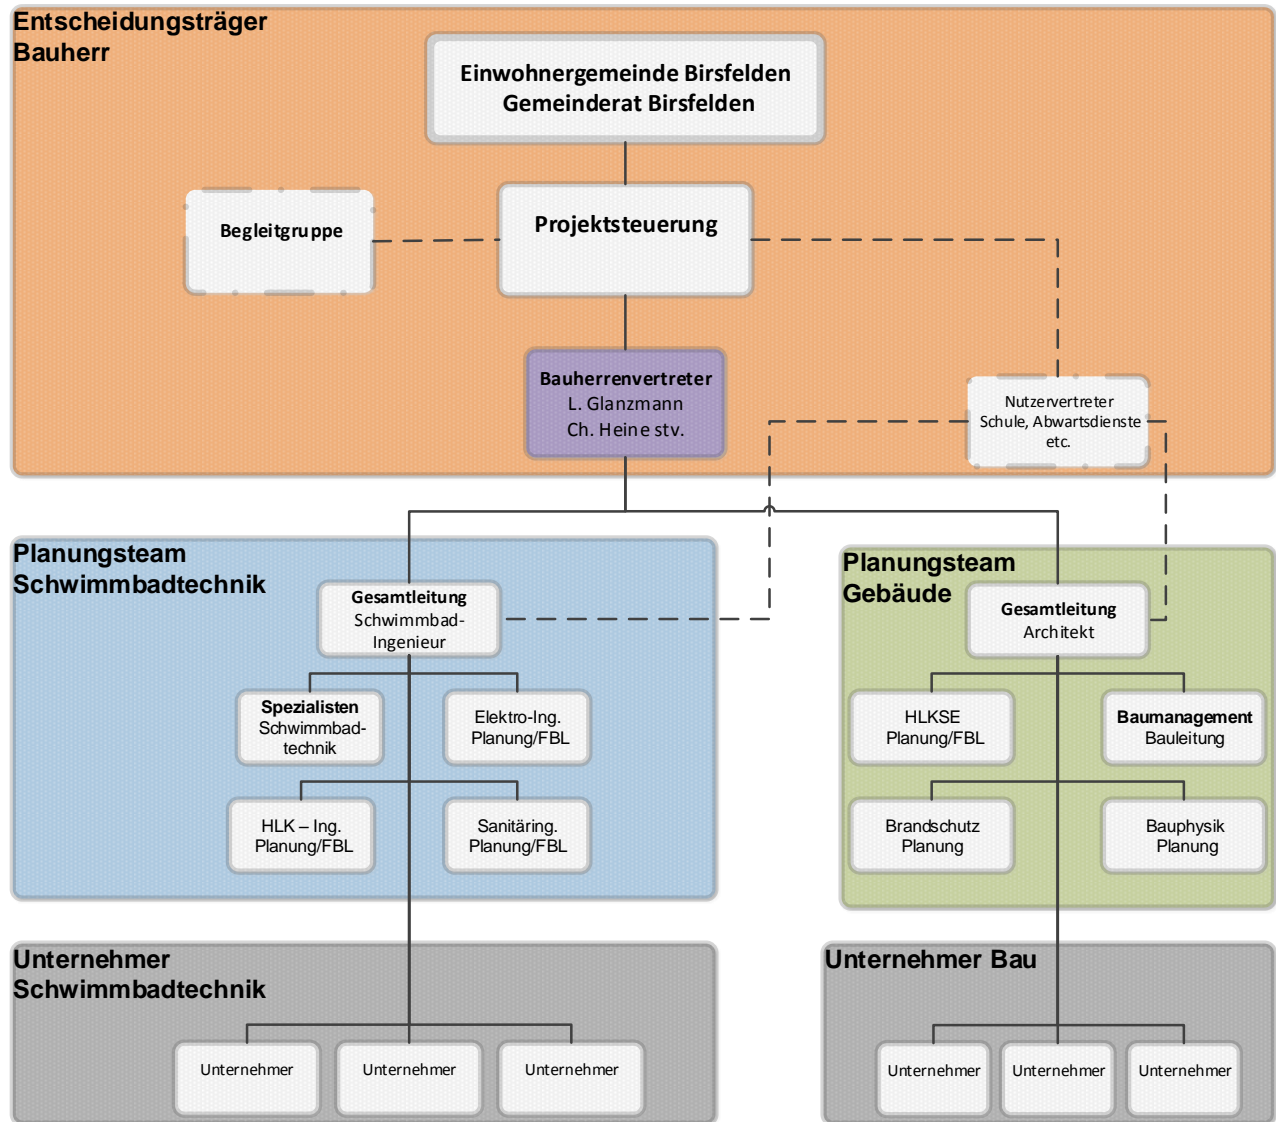 Entscheidungsträger
Bauherr
Einwohnergemeinde Birsfelden
Gemeinderat Birsfelden
Begleitgruppe
Projektsteuerung
Bauherrenvertreter
L. Glanzmann
Ch. Heine stv.
Nutzervertreter
Schule, Abwartsdienste
etc.
Planungsteam
Schwimmbadtechnik
Gesamtleitung
Schwimmbad-
Ingenieur
Spezialisten
Schwimmbad-
technik
Elektro-Ing.
Planung/FBL
HLK – Ing.
Planung/FBL
Sanitäring.
Planung/FBL
Planungsteam
Gebäude
Gesamtleitung
Architekt
HLKSE
Planung/FBL
Baumanagement
Bauleitung
Brandschutz
Planung
Bauphysik
Planung
Unternehmer
Schwimmbadtechnik
Unternehmer
Unternehmer
Unternehmer
Unternehmer Bau
Unternehmer
Unternehmer
Unternehmer